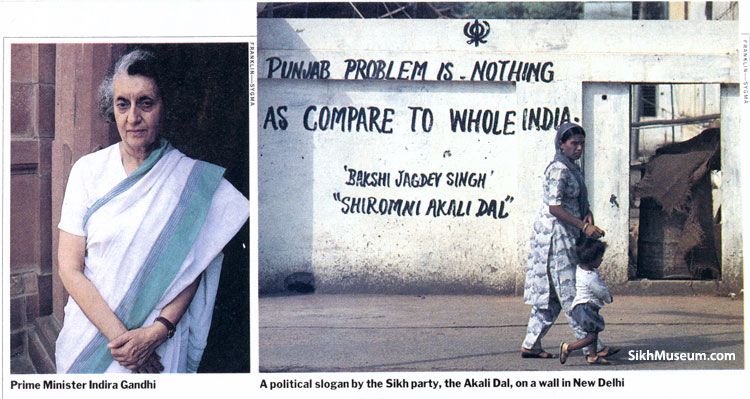 FRANKLIN—SYGMA
Prime Minister Indira Gandhi
PUNJAB PROBLEM IS - NOTHING
AS COMPARE TO WHOLE INDIA.
'BAKSHI JAGDEV SINGH'
"SHIROMNI AKALI DAL"
FRANKLIN—SYGMA
SikhMuseum.com
A political slogan by the Sikh party, the Akali Dal, on a wall in New Delhi